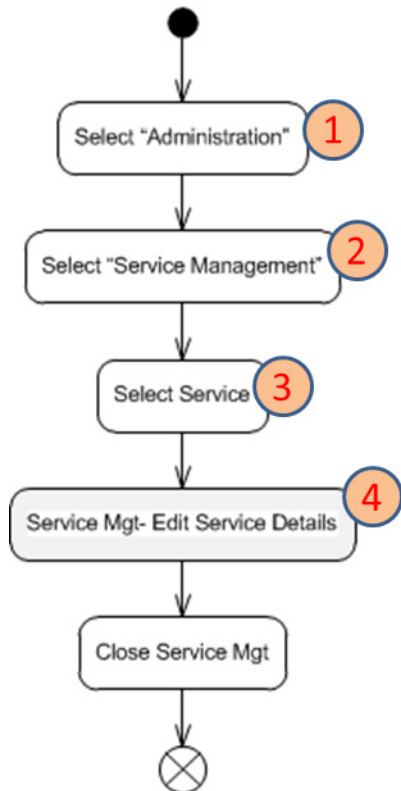 Select “Administration”
1
Select “Service Management”
2
Select Service
3
Service Mgt- Edit Service Details
4
Close Service Mgt